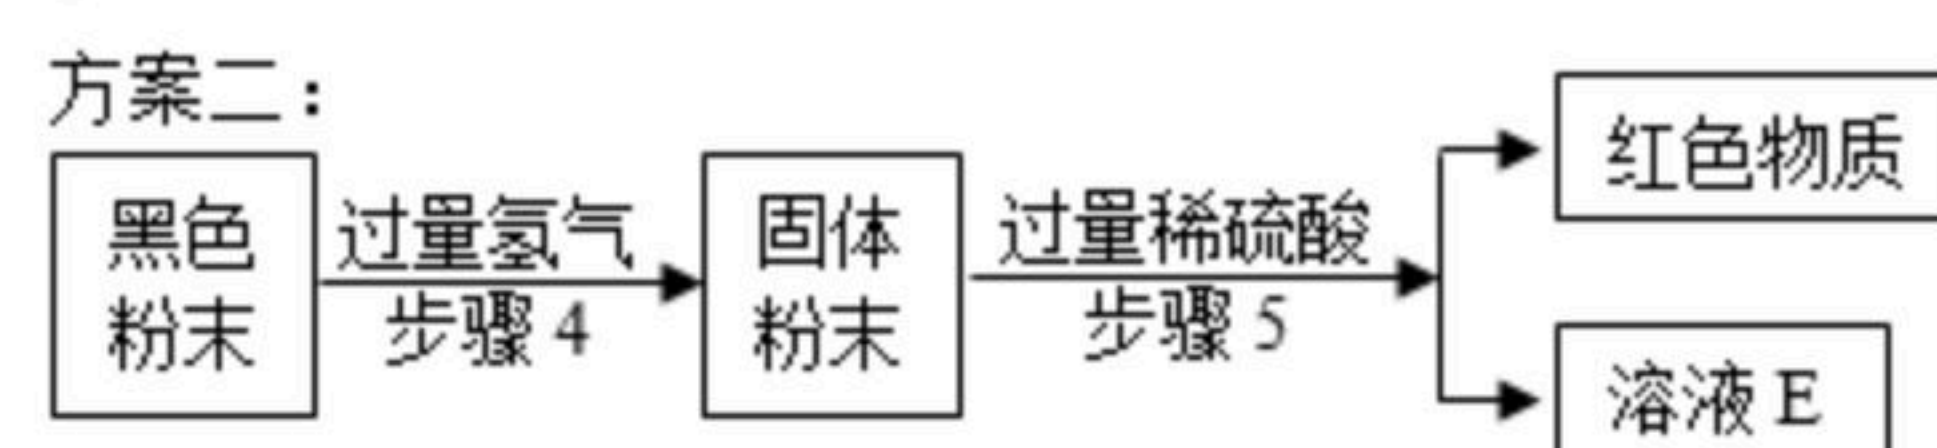 方案二：
黑色
粉末
过量氢气
步骤 4
固体
粉末
过量稀硫酸
步骤 5
红色物质
溶液 E